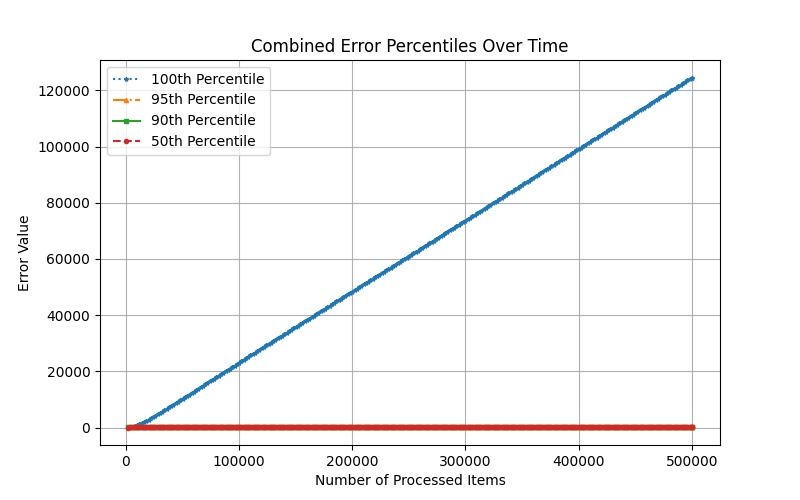 Combined Error Percentiles Over Time
100th Percentile
95th Percentile
90th Percentile
50th Percentile
Error Value
120000
100000
80000
60000
40000
20000
0
0 100000 200000 300000 400000 500000
Number of Processed Items